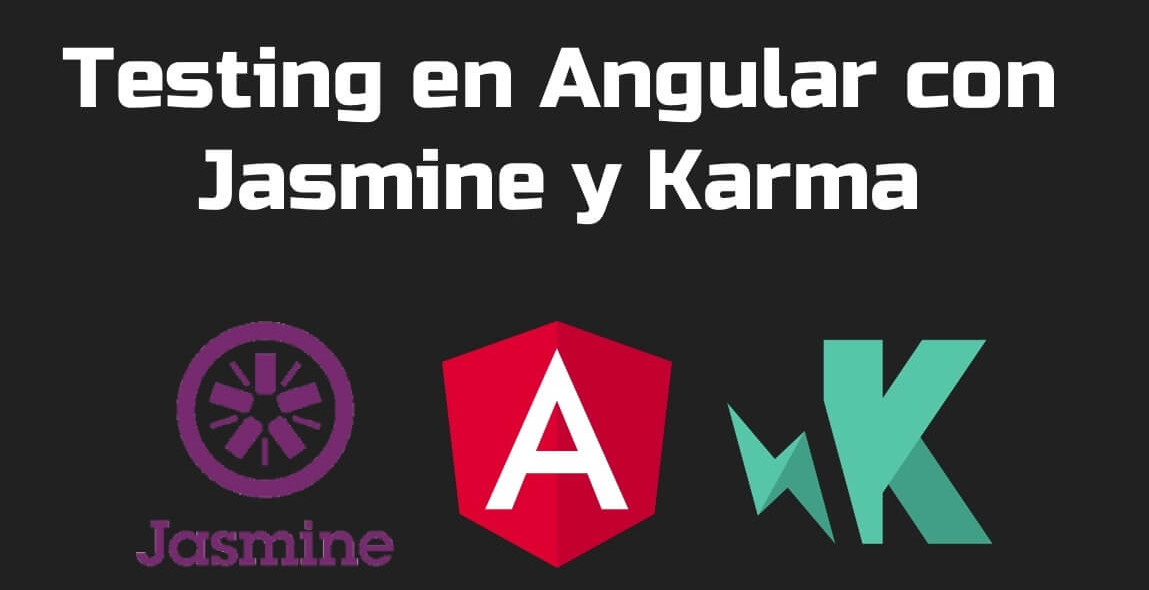 Testing en Angular con
Jasmine y Karma
Jasmine
A
K